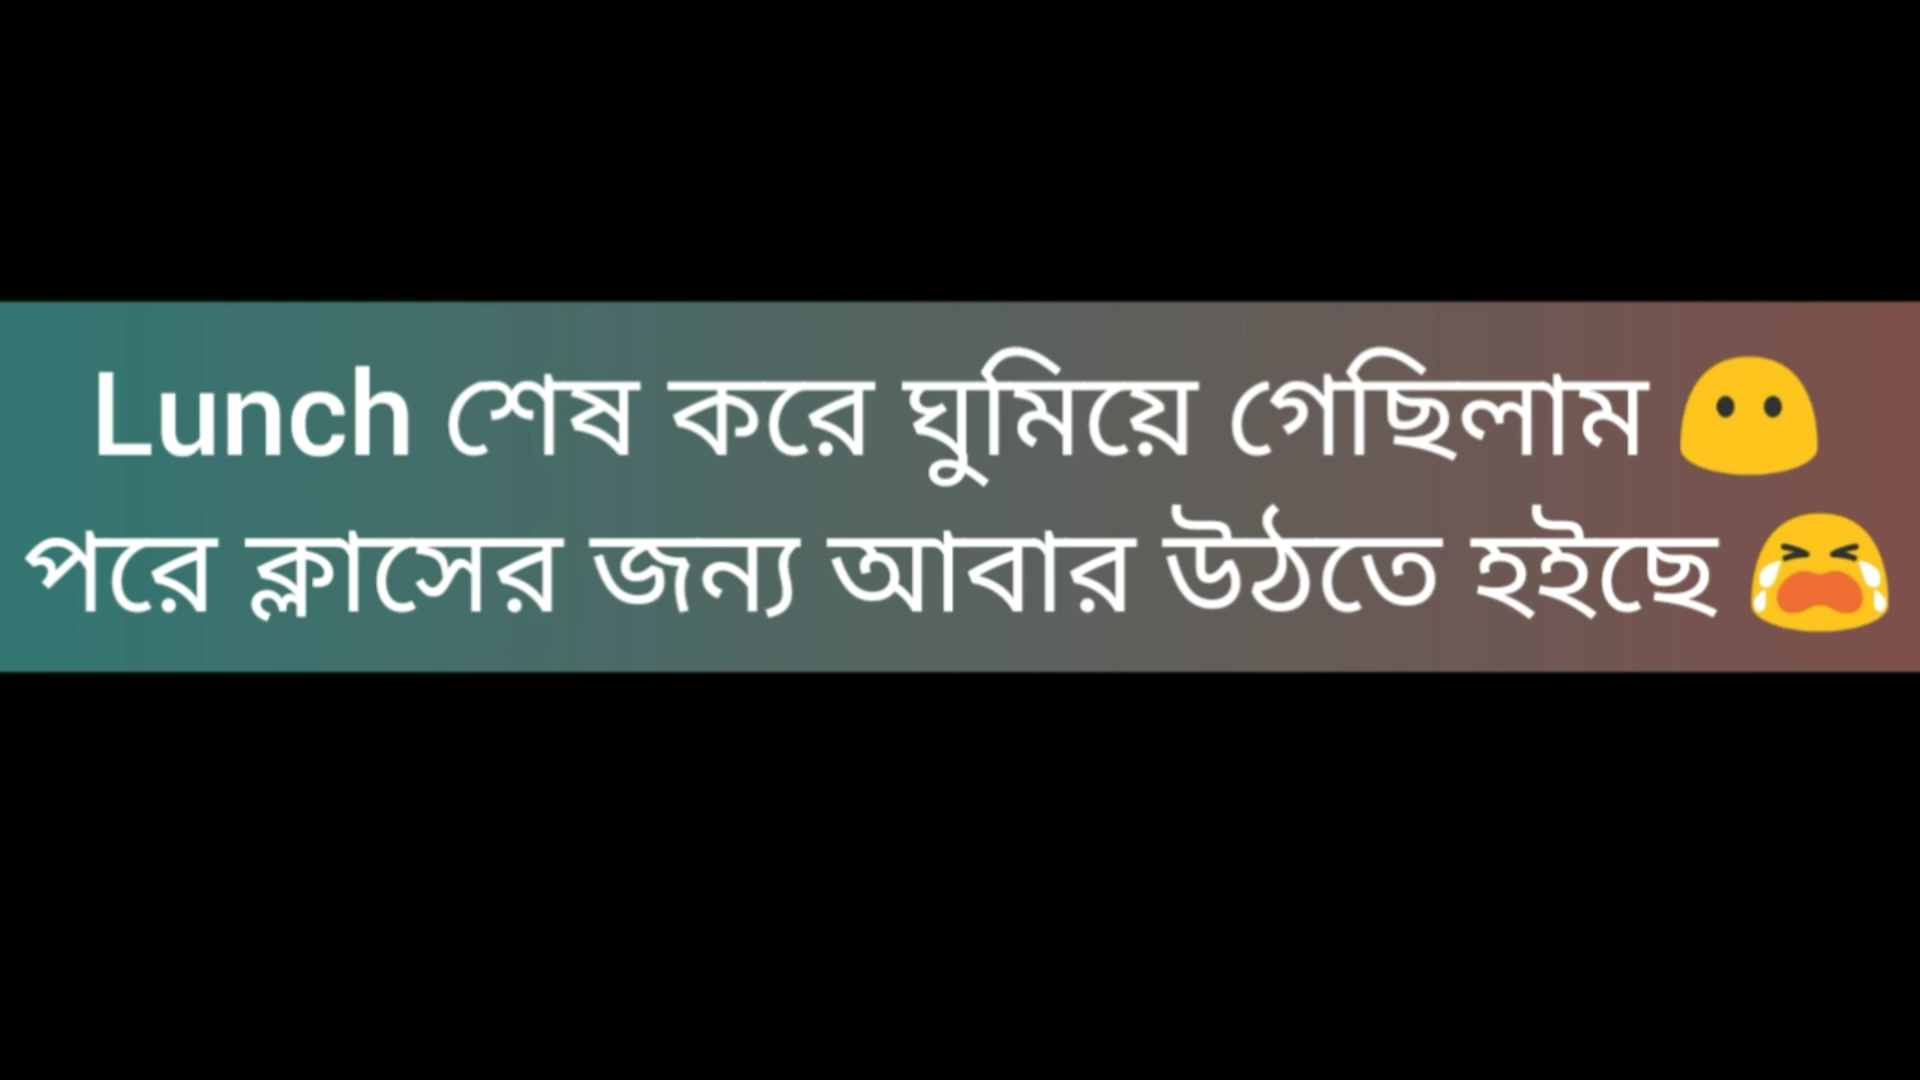 Lunch শেষ করে ঘুমিয়ে গেছিলাম 😶
পরে ক্লাসের জন্য আবার উঠতে হইছে 😭